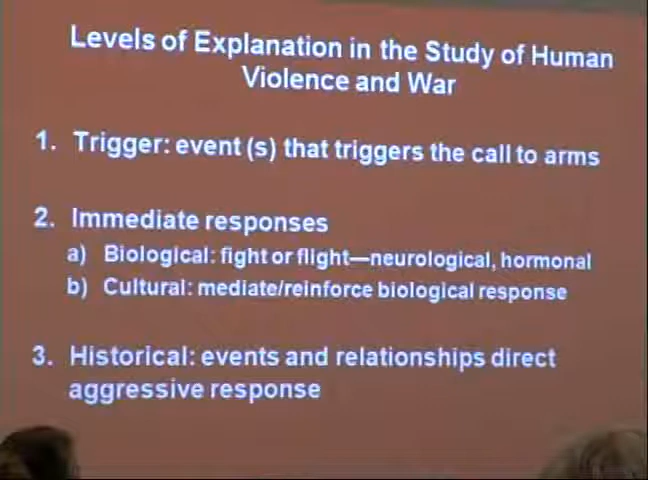 Levels of Explanation in the Study of Human
Violence and War
1. Trigger: event (s) that triggers the call to arms
2. Immediate responses
a) Biological: fight or flight—neurological, hormonal
b) Cultural: mediate/reinforce biological response
3. Historical: events and relationships direct
aggressive response